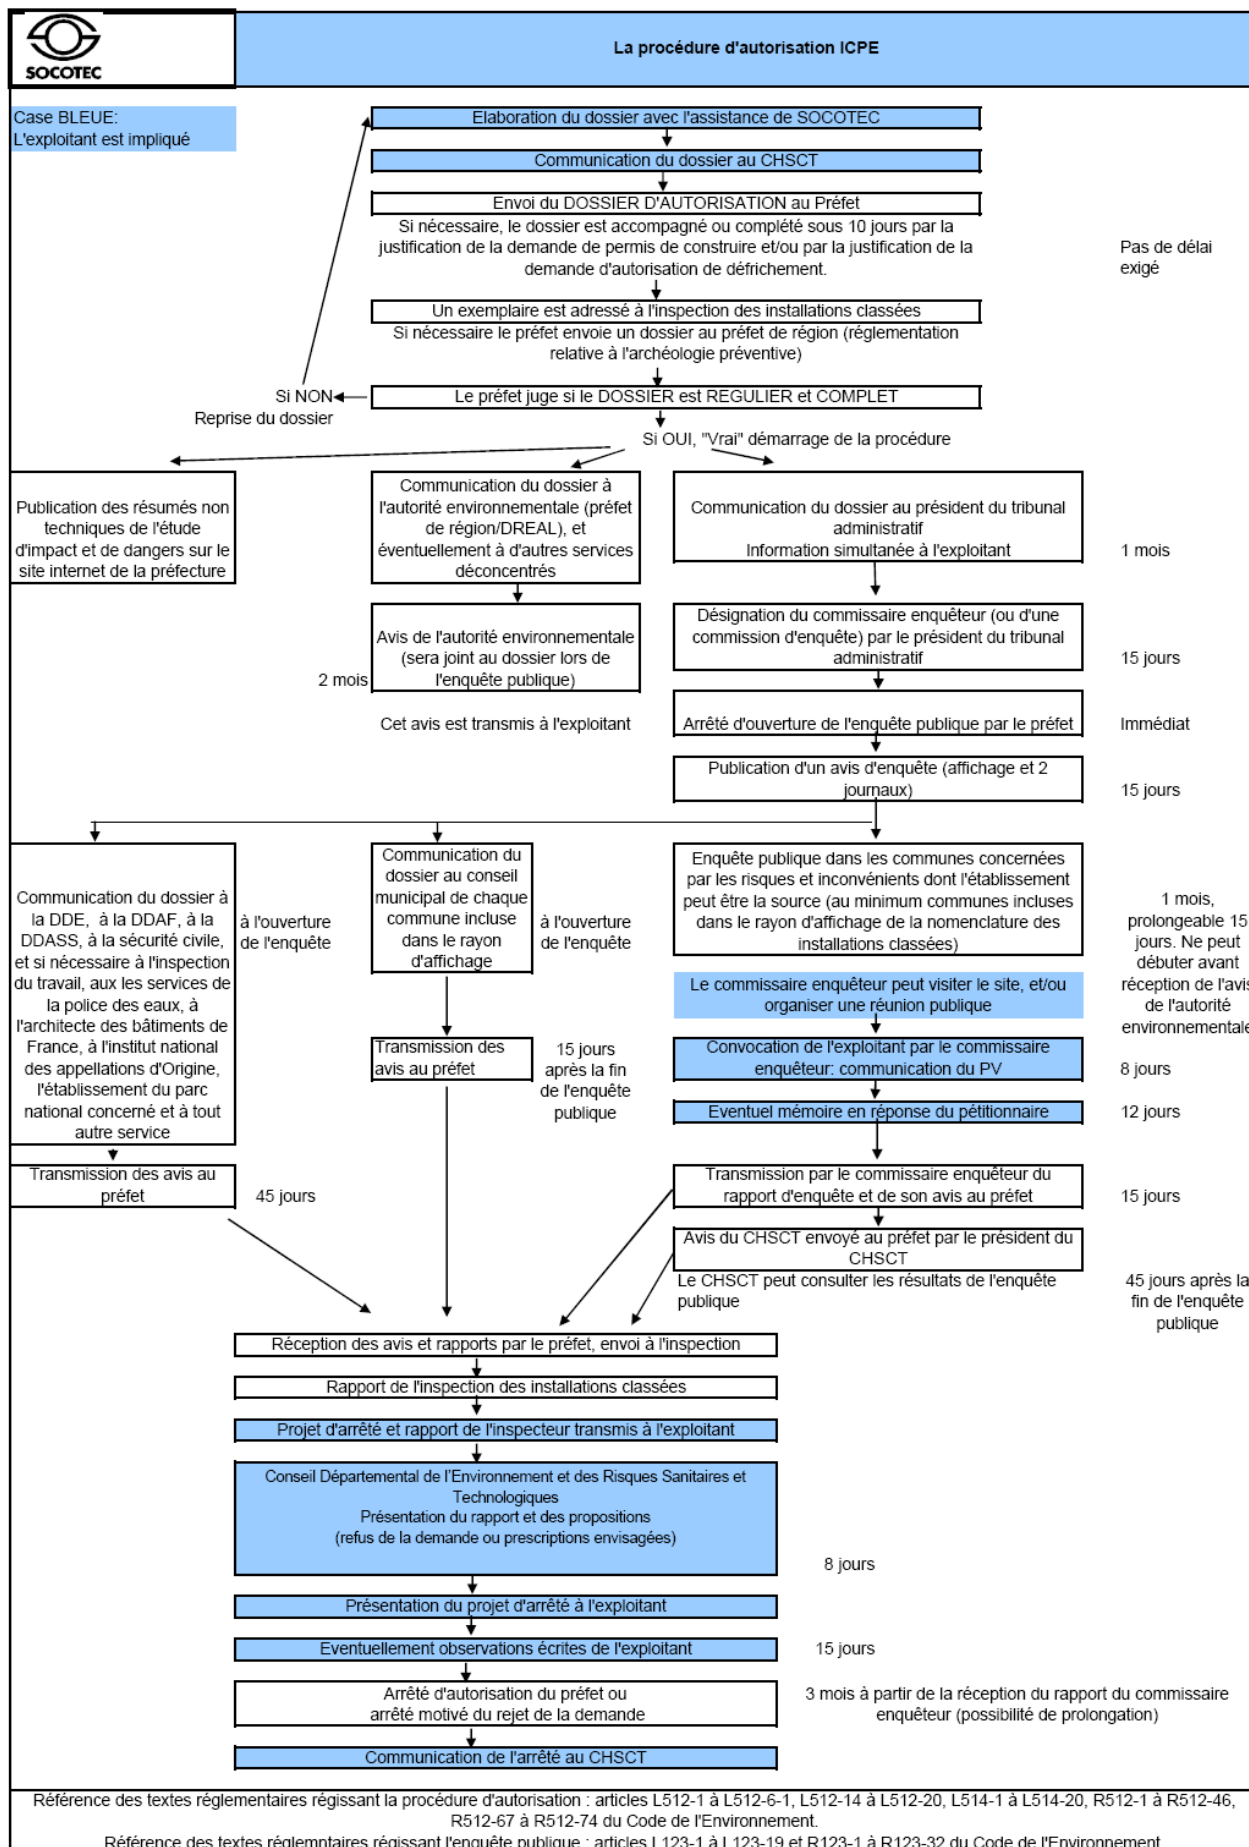 SOCOTEC
La procédure d'autorisation ICPE
Case BLEUE:
L'exploitant est impliqué
Elaboration du dossier avec l'assistance de SOCOTEC
Communication du dossier au CHSCT
Envoi du DOSSIER D'AUTORISATION au Préfet
Si nécessaire, le dossier est accompagné ou complété sous 10 jours par la
justification de la demande de permis de construire et/ou par la justification de la
demande d'autorisation de défrichement.
Pas de délai
exigé
Un exemplaire est adressé à l'inspection des installations classées
Si nécessaire le préfet envoie un dossier au préfet de région (réglementation
relative à l'archéologie préventive)
Si NON
Reprise du dossier
Le préfet juge si le DOSSIER est REGULIER et COMPLET
Si OUI, "Vrai" démarrage de la procédure
Publication des résumés non
techniques de l'étude
d'impact et de dangers sur le
site internet de la préfecture
Communication du dossier à
l'autorité environnementale (préfet
de région/DREAL), et
éventuellement à d'autres services
déconcentrés
Communication du dossier au président du tribunal
administratif
Information simultanée à l'exploitant
1 mois
Avis de l'autorité environnementale
(sera joint au dossier lors de
l'enquête publique)
2 mois
Cet avis est transmis à l'exploitant
Désignation du commissaire enquêteur (ou d'une
commission d'enquête) par le président du tribunal
administratif
15 jours
Arrêté d'ouverture de l'enquête publique par le préfet
Immédiat
Publication d'un avis d'enquête (affichage et 2
journaux)
15 jours
Communication du dossier à
la DDE, à la DDAF, à la
DDASS, à la sécurité civile,
et si nécessaire à l'inspection
du travail, aux les services de
la police des eaux, à
l'architecte des bâtiments de
France, à l'institut national
des appellations d'Origine,
l'établissement du parc
national concerné et à tout
autre service
à l'ouverture
de l'enquête
Transmission des avis au
préfet
45 jours
Communication du
dossier au conseil
municipal de chaque
commune incluse
dans le rayon
d'affichage
à l'ouverture
de l'enquête
Transmission des
avis au préfet
15 jours
après la fin
de l'enquête
publique
Enquête publique dans les communes concernées
par les risques et inconvénients dont l'établissement
peut être la source (au minimum communes incluses
dans le rayon d'affichage de la nomenclature des
installations classées)
1 mois,
prolongeable 15
jours. Ne peut
débuter avant
réception de l'avis
de l'autorité
environnementale
Le commissaire enquêteur peut visiter le site, et/ou
organiser une réunion publique
Convocation de l'exploitant par le commissaire
enquêteur: communication du PV
8 jours
Eventuel mémoire en réponse du pétitionnaire
12 jours
Transmission par le commissaire enquêteur du
rapport d'enquête et de son avis au préfet
15 jours
Avis du CHSCT envoyé au préfet par le président du
CHSCT
Le CHSCT peut consulter les résultats de l'enquête
publique
45 jours après la
fin de l'enquête
publique
Réception des avis et rapports par le préfet, envoi à l'inspection
Rapport de l'inspection des installations classées
Projet d'arrêté et rapport de l'inspecteur transmis à l'exploitant
Conseil Départemental de l'Environnement et des Risques Sanitaires et
Technologiques
Présentation du rapport et des propositions
(refus de la demande ou prescriptions envisagées)
8 jours
Présentation du projet d'arrêté à l'exploitant
Eventuellement observations écrites de l'exploitant
15 jours
Arrêté d'autorisation du préfet ou
arrêté motivé du rejet de la demande
3 mois à partir de la réception du rapport du commissaire
enquêteur (possibilité de prolongation)
Communication de l'arrêté au CHSCT
Référence des textes réglementaires régissant la procédure d'autorisation : articles L512-1 à L512-6-1, L512-14 à L512-20, L514-1 à L514-20, R512-1 à R512-46,
R512-67 à R512-74 du Code de l'Environnement.
Référence des textes réglemntaires régissant l'enquête publique : articles L123-1 à L123-19 et R123-1 à R123-32 du Code de l'Environnement